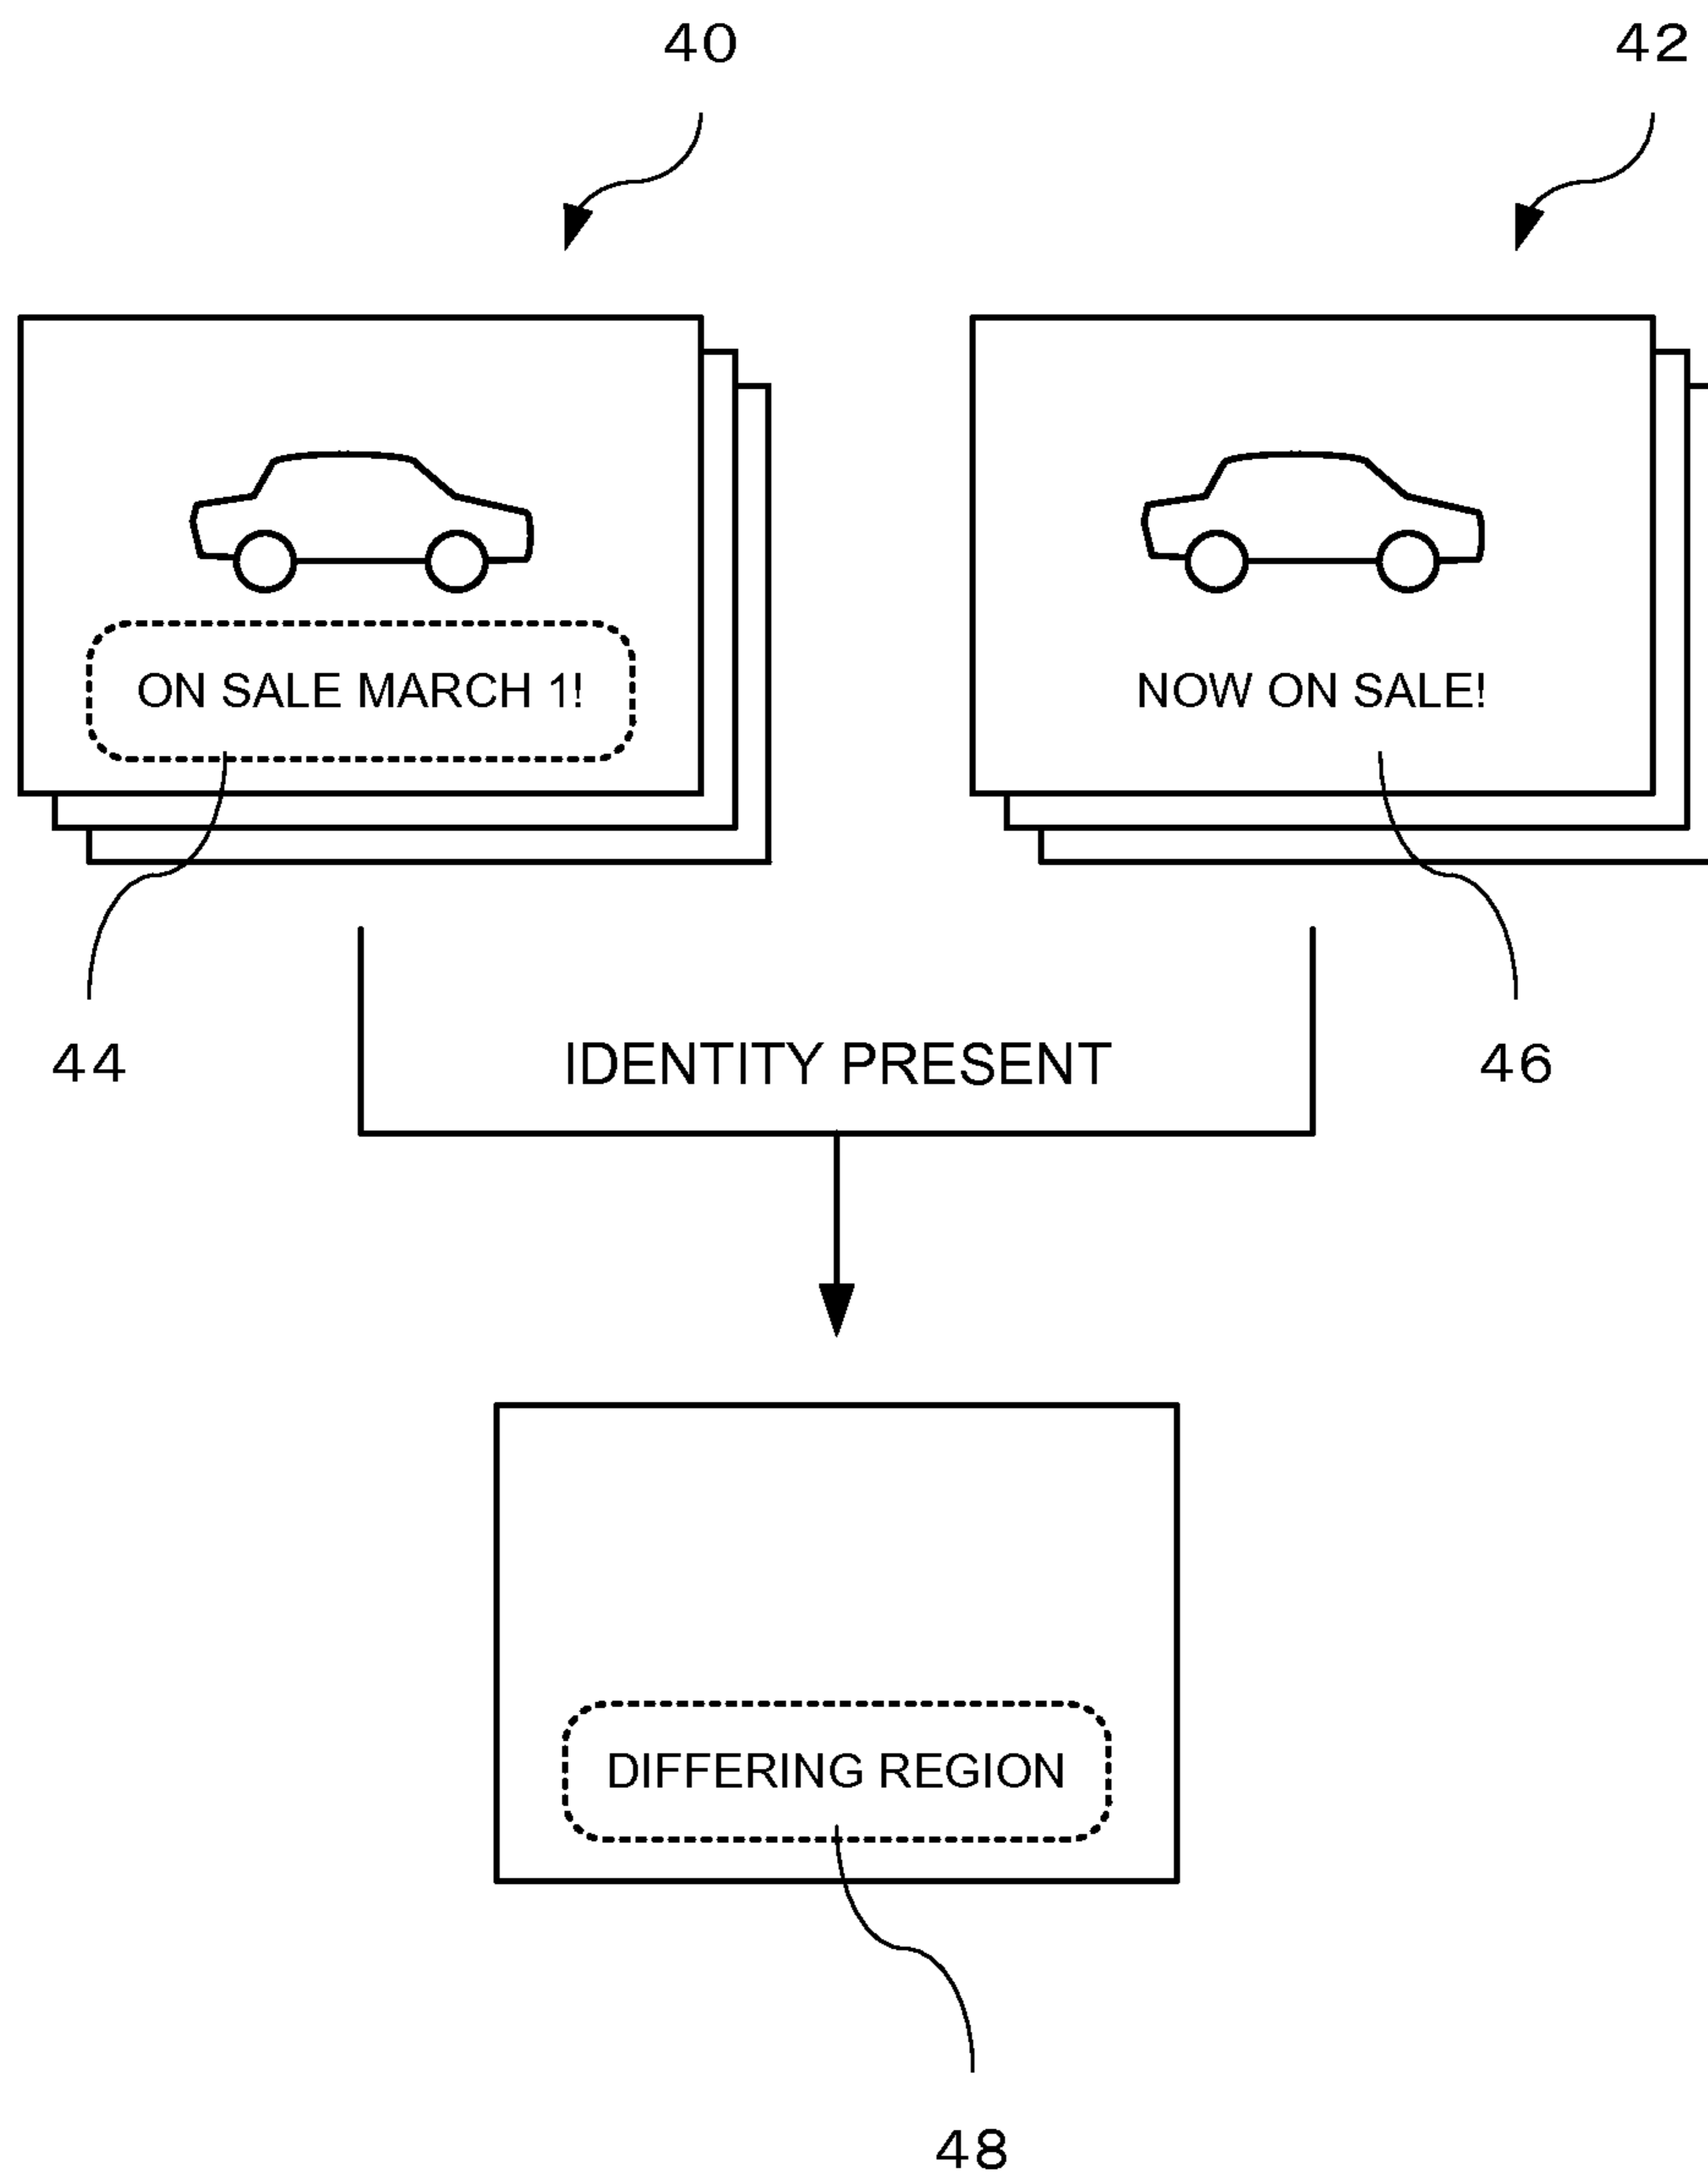 40
42
ON SALE MARCH 1!
NOW ON SALE!
44
IDENTITY PRESENT
46
DIFFERING REGION
48